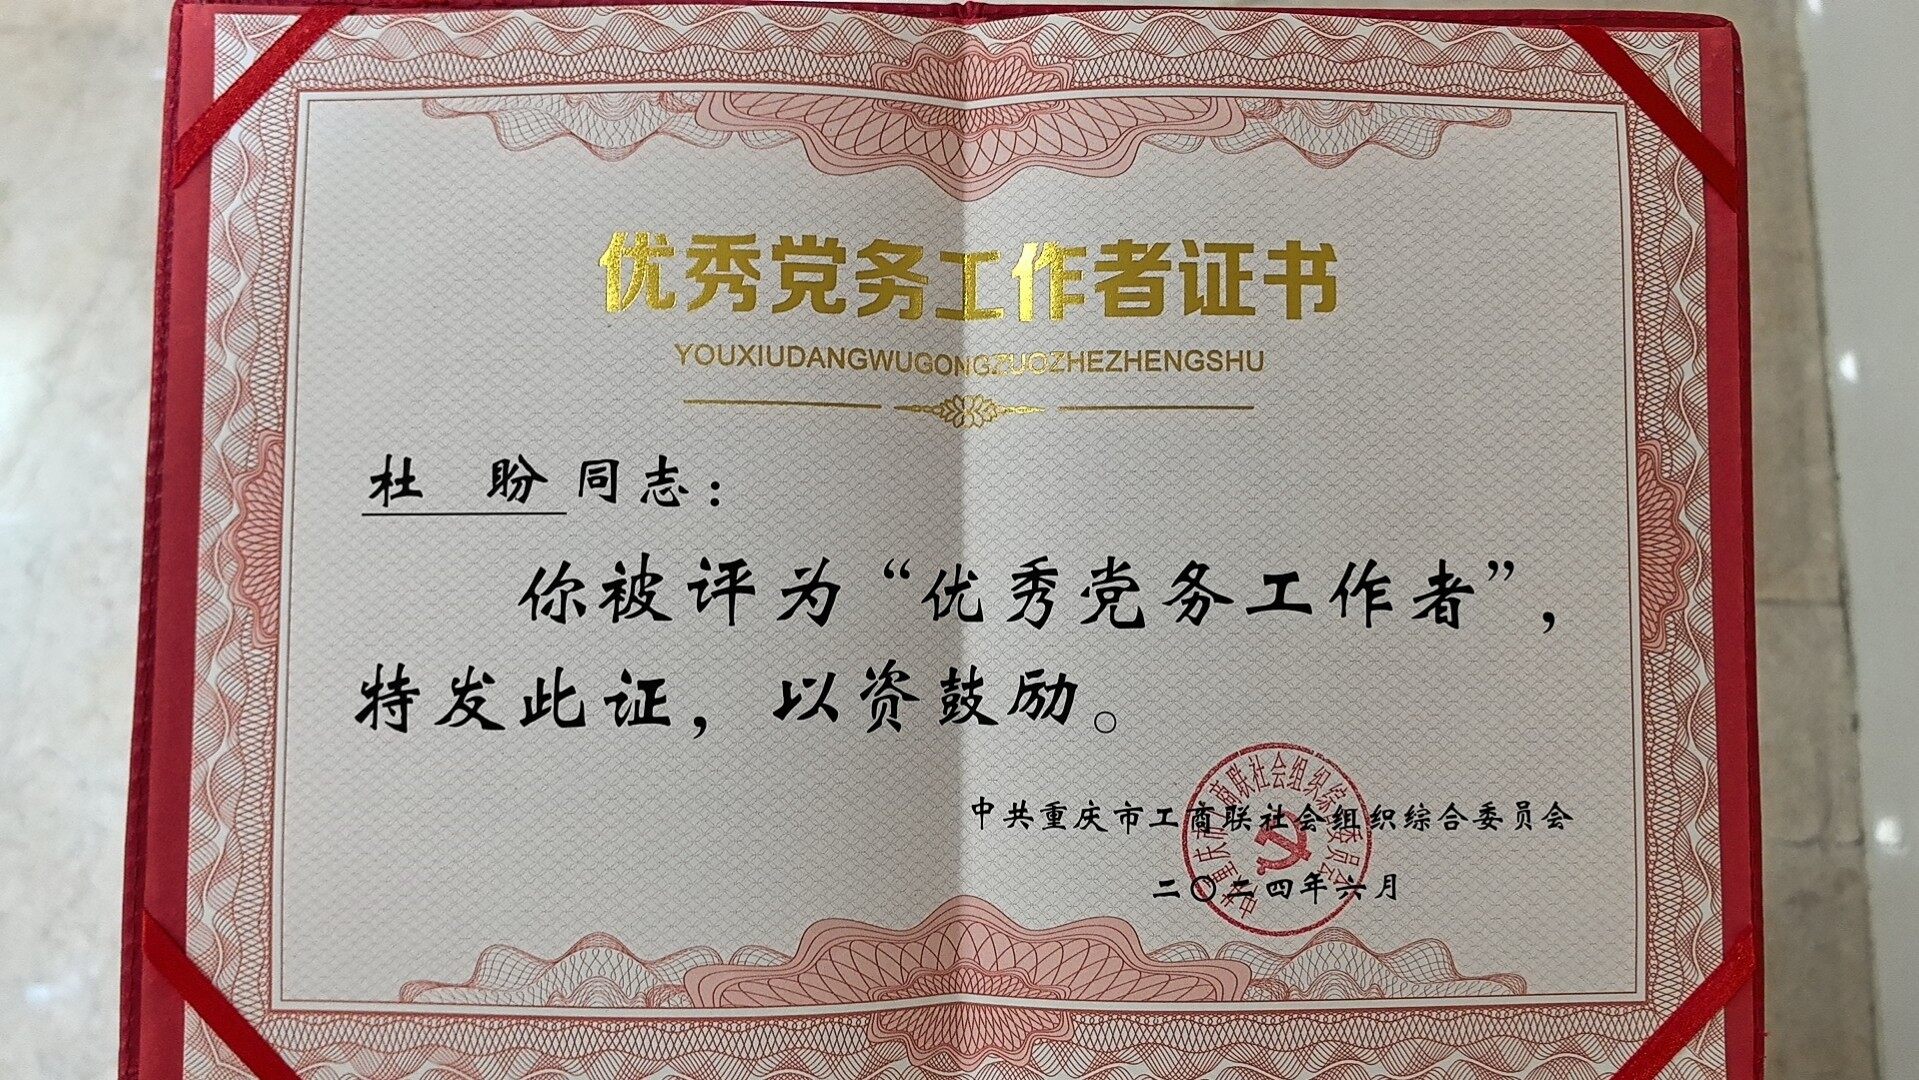 优秀党务工作者证书
YOUXIUDANGWUGONGZUOZHEZHENGSHU
杜 盼 同志：
你被评为“优秀党务工作者”，
特发此证，以资鼓励。
中共重庆市工商联社会组织综合委员会
二〇二四年六月